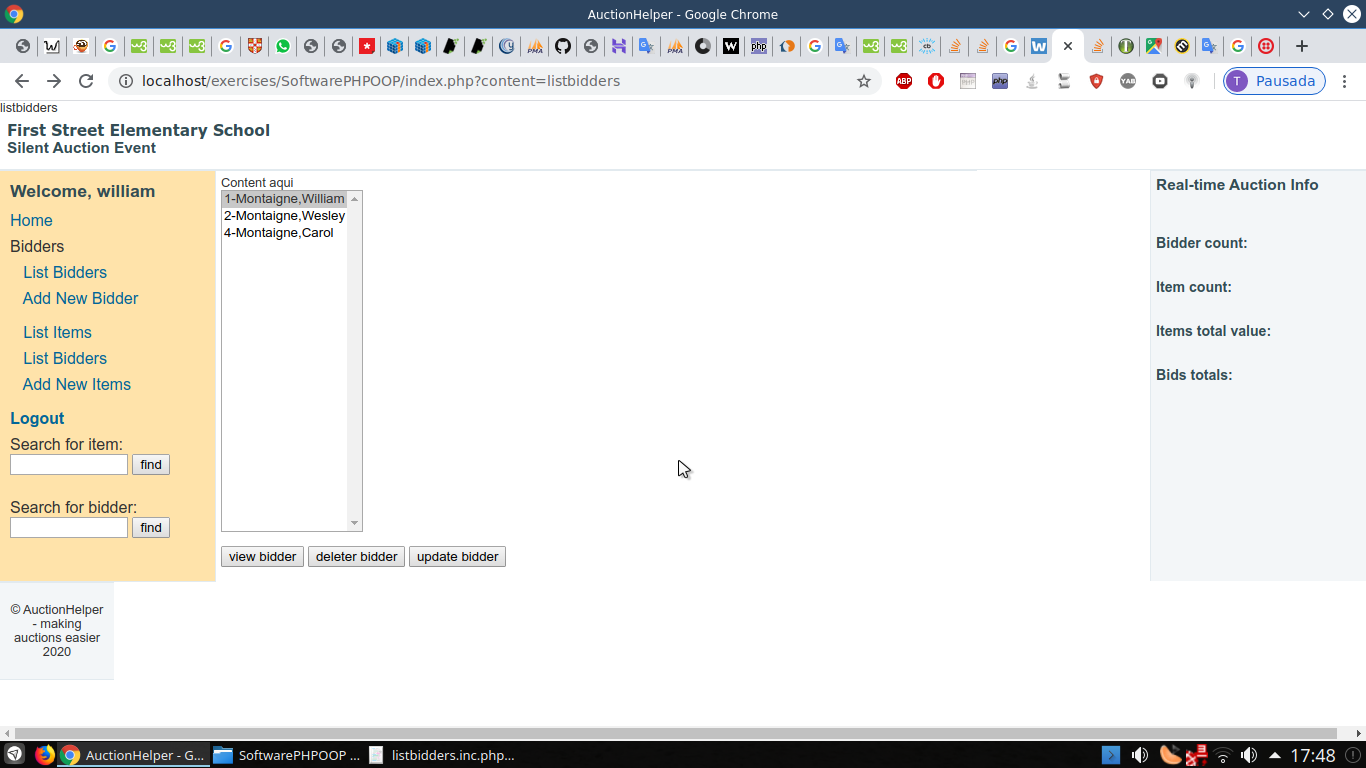 AuctionHelper - Google Chrome
localhost/exercises/SoftwarePHPOOP/index.php?content=listbidders
ABP
php
YAB
T Pausada
listbidders
First Street Elementary School
Silent Auction Event
Welcome, william
Home
Bidders
List Bidders
Add New Bidder
List Items
List Bidders
Add New Items
Logout
Search for item:
find
Search for bidder:
find
Content aqui
1-Montaigne,William
2-Montaigne,Wesley
4-Montaigne,Carol
view bidder deleter bidder update bidder
Real-time Auction Info
Bidder count:
Item count:
Items total value:
Bids totals:
© AuctionHelper
- making
auctions easier
2020
AuctionHelper - G... SoftwarePHPOOP ... listbidders.inc.php... 17:48